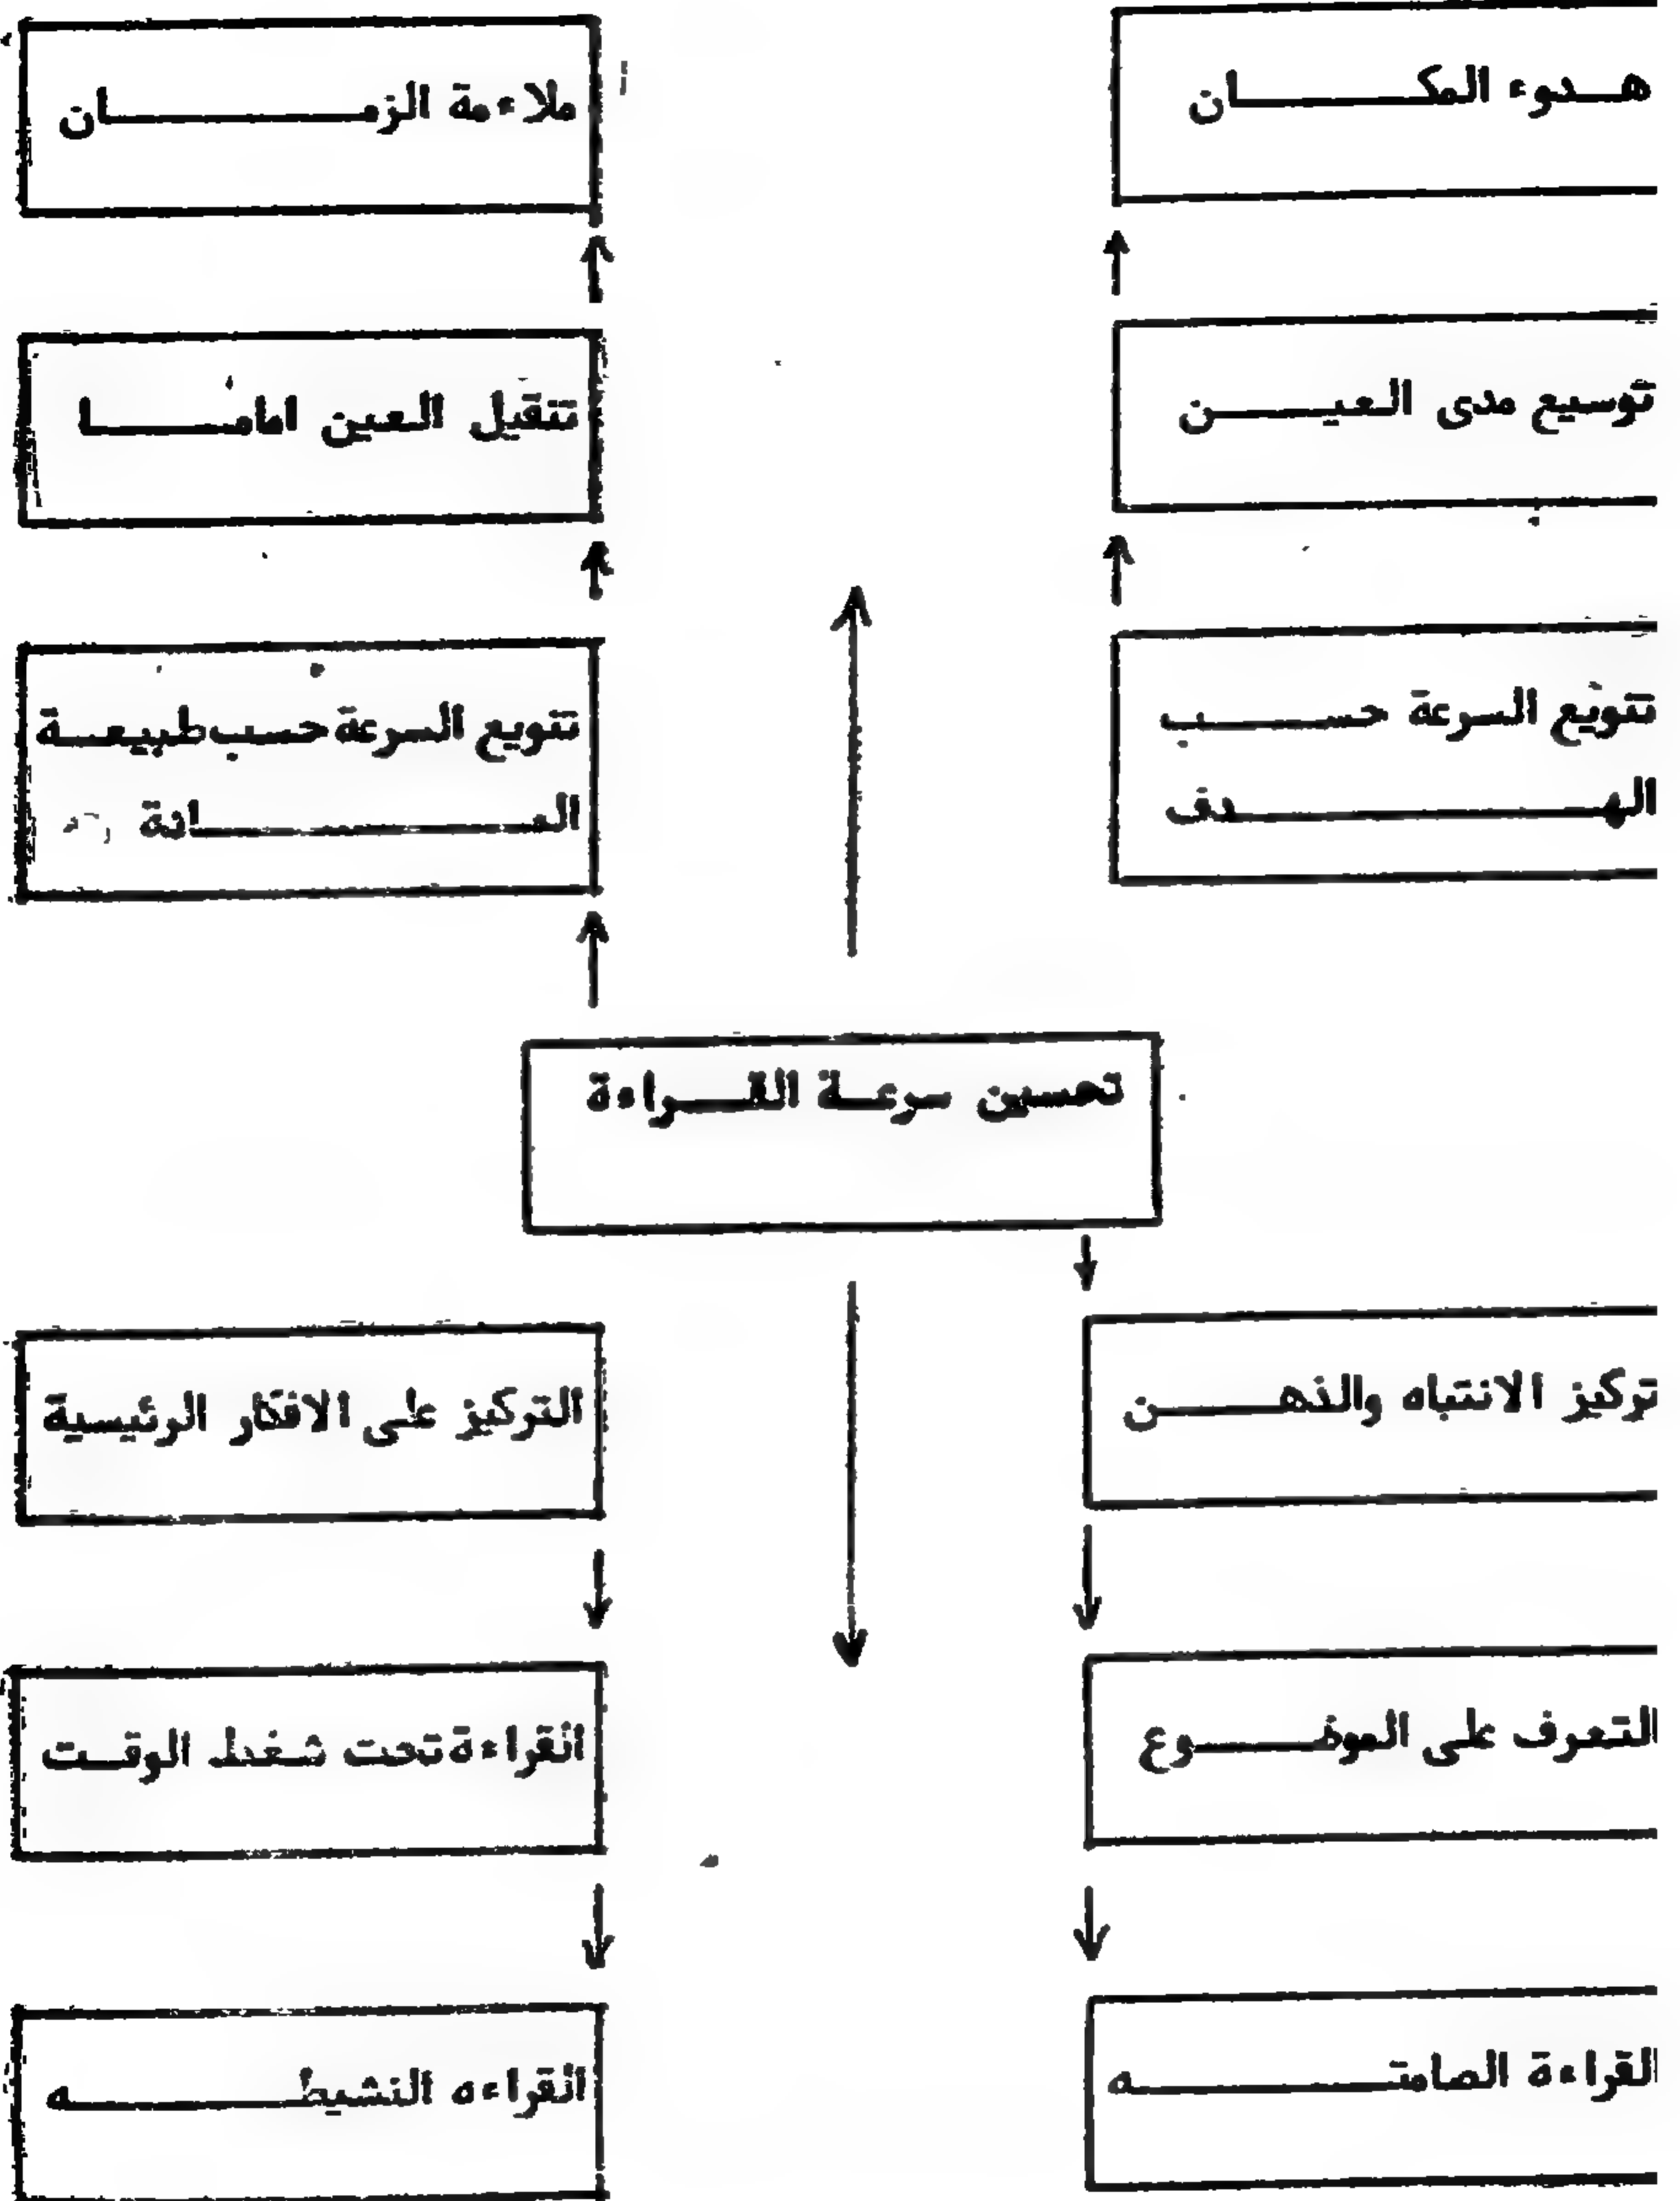 هدوء المكان
ملاءمة الزمان
توسيع مدى العين
تنقيل العين اماما
تنويع السرعة حسب
الهدف
تنويع السرعة حسب طبيعة
المادة
تحسين سرعة القراءة
تركيز الانتباه والذهن
التركيز على الافكار الرئيسية
التعرف على الموضوع
القراءة تحت ضغط الوقت
القراءة الصامته
القراءه النشيطه